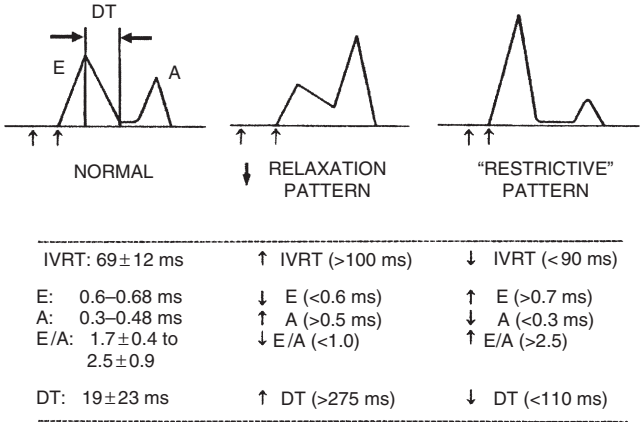 DT
E
A
NORMAL
↓ RELAXATION PATTERN
"RESTRICTIVE" PATTERN
IVRT: 69±12 ms
↑ IVRT (>100 ms)
↓ IVRT (<90 ms)
E: 0.6–0.68 ms
↓ E (<0.6 ms)
↑ E (>0.7 ms)
A: 0.3–0.48 ms
↑ A (>0.5 ms)
↓ A (<0.3 ms)
E/A: 1.7±0.4 to
2.5±0.9
↓ E/A (<1.0)
↑ E/A (>2.5)
DT: 19±23 ms
↑ DT (>275 ms)
↓ DT (<110 ms)